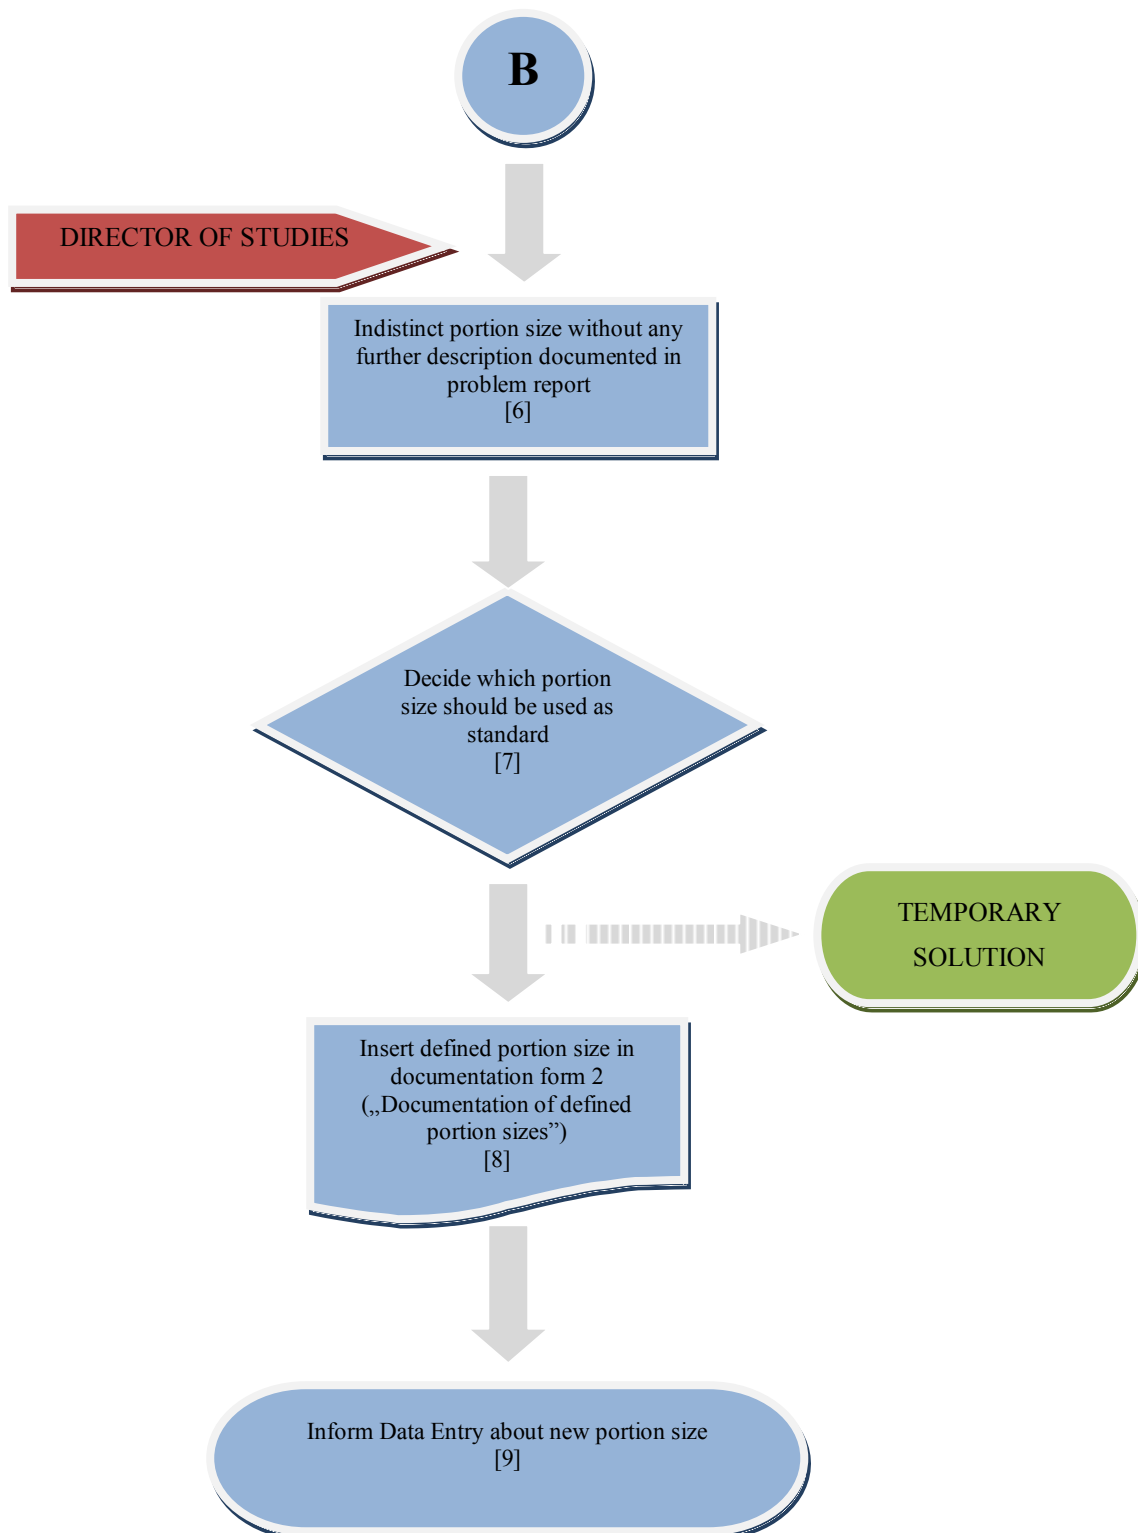 B
DIRECTOR OF STUDIES
Indistinct portion size without any
further description documented in
problem report
[6]
Decide which portion
size should be used as
standard
[7]
TEMPORARY
SOLUTION
Insert defined portion size in
documentation form 2
(„Documentation of defined
portion sizes”)
[8]
Inform Data Entry about new portion size
[9]